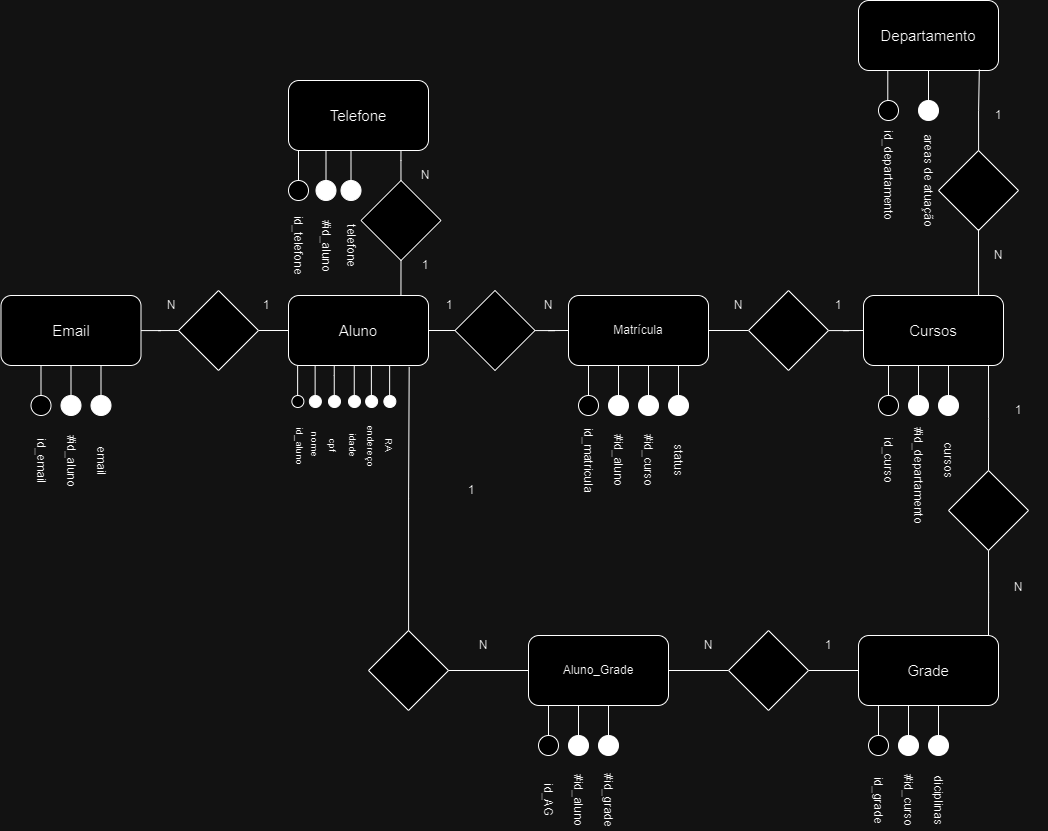 Departamento
id_departamento
areas de atuação
1
N
Telefone
id_telefone
#id_aluno
telefone
N
1
Email
N
1
Aluno
1
N
Matrícula
N
1
Cursos
id_email
#id_aluno
email
id_aluno
nome
cpf
idade
endereço
RA
id_matricula
#id_aluno
#id_curso
status
id_curso
#id_departamento
cursos
1
1
N
N
Aluno_Grade
N
1
Grade
id_AG
#id_aluno
#id_grade
id_grade
#id_curso
diciplinas